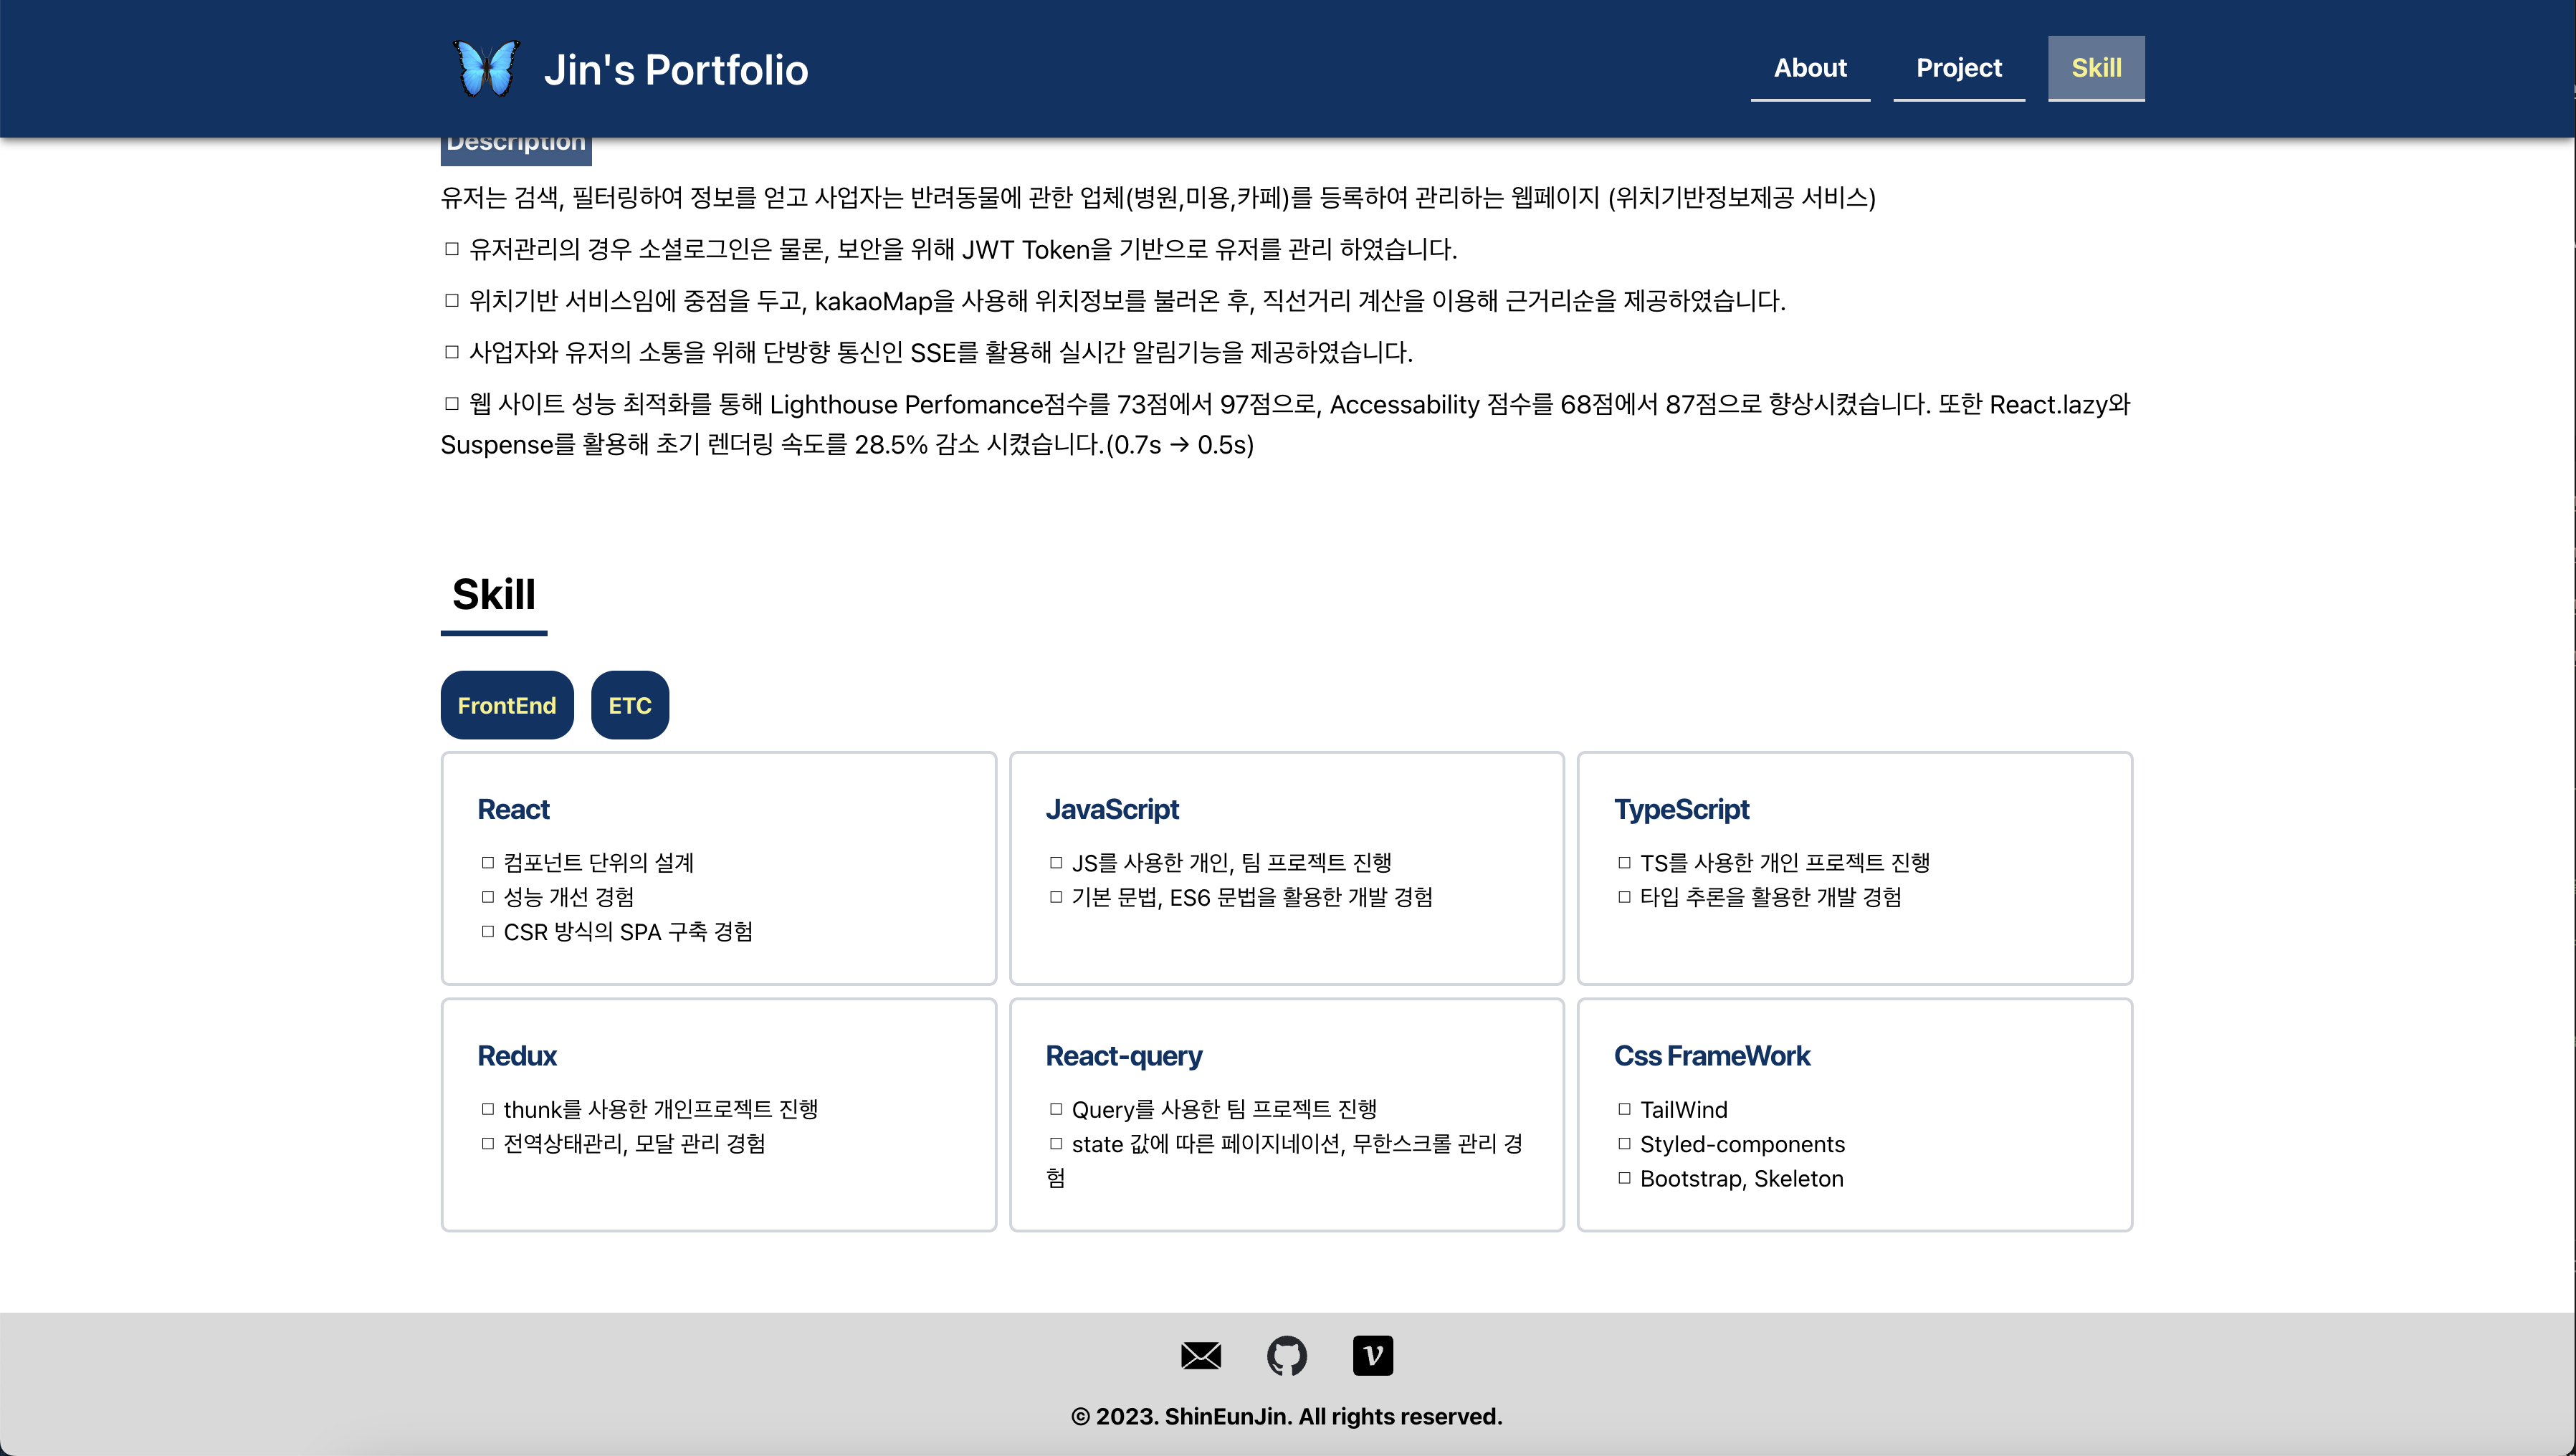 Jin's Portfolio
About
Project
Skill
Description
유저는 검색, 필터링하여 정보를 얻고 사업자는 반려동물에 관한 업체(병원,미용,카페)를 등록하여 관리하는 웹페이지 (위치기반정보제공 서비스)
☐ 유저관리의 경우 소셜로그인은 물론, 보안을 위해 JWT Token을 기반으로 유저를 관리 하였습니다.
☐ 위치기반 서비스임에 중점을 두고, kakaoMap을 사용해 위치정보를 불러온 후, 직선거리 계산을 이용해 근거리순을 제공하였습니다.
☐ 사업자와 유저의 소통을 위해 단방향 통신인 SSE를 활용해 실시간 알림기능을 제공하였습니다.
☐ 웹 사이트 성능 최적화를 통해 Lighthouse Perfomance점수를 73점에서 97점으로, Accessability 점수를 68점에서 87점으로 향상시켰습니다. 또한 React.lazy와
Suspense를 활용해 초기 렌더링 속도를 28.5% 감소 시켰습니다.(0.7s → 0.5s)
Skill
FrontEnd
ETC
React
☐ 컴포넌트 단위의 설계
☐ 성능 개선 경험
☐ CSR 방식의 SPA 구축 경험
JavaScript
☐ JS를 사용한 개인, 팀 프로젝트 진행
☐ 기본 문법, ES6 문법을 활용한 개발 경험
TypeScript
☐ TS를 사용한 개인 프로젝트 진행
☐ 타입 추론을 활용한 개발 경험
Redux
☐ thunk를 사용한 개인프로젝트 진행
☐ 전역상태관리, 모달 관리 경험
React-query
☐ Query를 사용한 팀 프로젝트 진행
☐ state 값에 따른 페이지네이션, 무한스크롤 관리 경
험
Css FrameWork
☐ TailWind
☐ Styled-components
☐ Bootstrap, Skeleton
© 2023. ShinEunJin. All rights reserved.